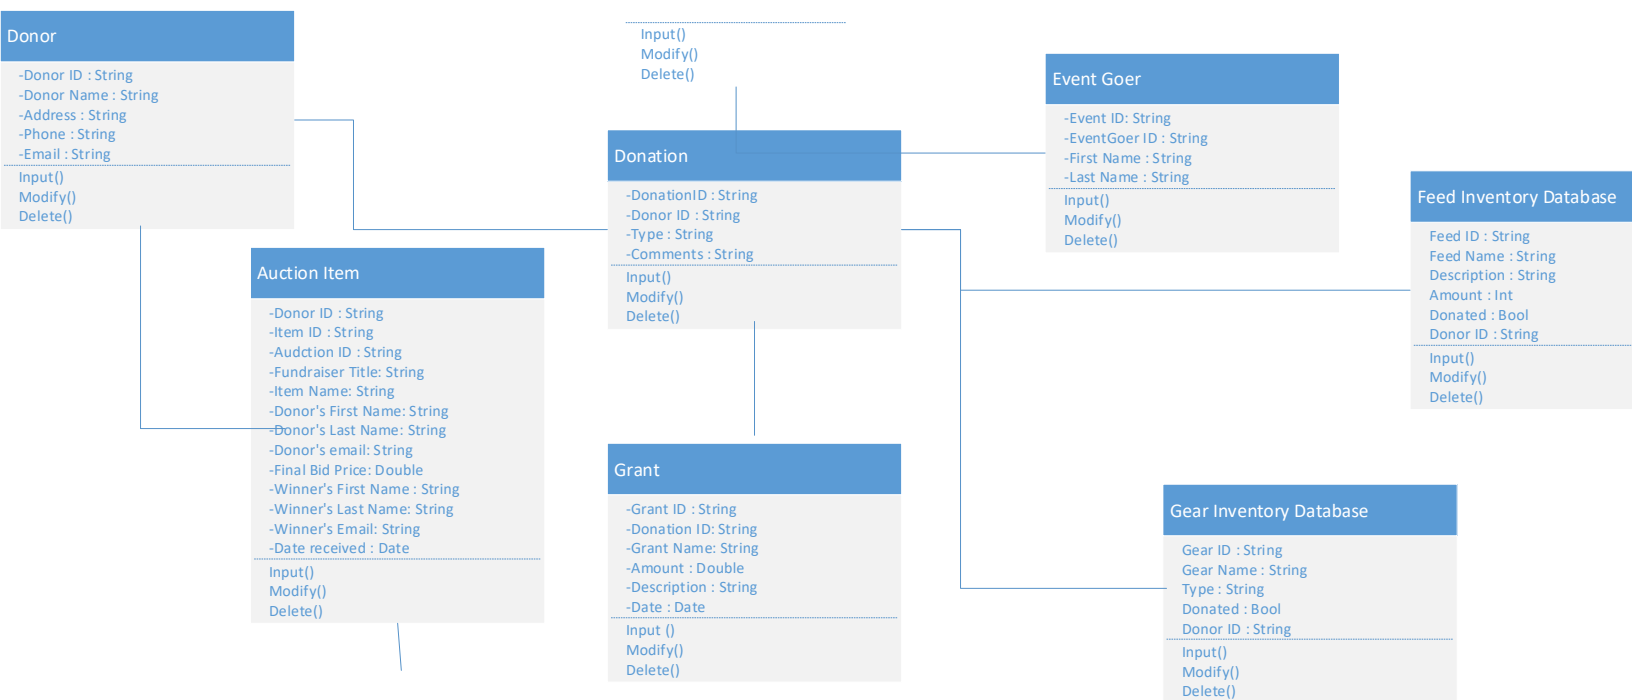 Donor
-Donor ID : String
-Donor Name : String
-Address : String
-Phone : String
-Email : String
Input()
Modify()
Delete()
Input()
Modify()
Delete()
Event Goer
-Event ID: String
-EventGoer ID : String
-First Name : String
-Last Name : String
Input()
Modify()
Delete()
Donation
-DonationID : String
-Donor ID : String
-Type : String
-Comments : String
Input()
Modify()
Delete()
Feed Inventory Database
Feed ID : String
Feed Name : String
Description : String
Amount : Int
Donated : Bool
Donor ID : String
Input()
Modify()
Delete()
Auction Item
-Donor ID : String
-Item ID : String
-Audction ID : String
-Fundraiser Title: String
-Item Name: String
-Donor's First Name: String
-Donor's Last Name: String
-Donor's email: String
-Final Bid Price: Double
-Winner's First Name : String
-Winner's Last Name: String
-Winner's Email: String
-Date received : Date
Input()
Modify()
Delete()
Grant
-Grant ID : String
-Donation ID: String
-Grant Name: String
-Amount : Double
-Description : String
-Date : Date
Input ()
Modify()
Delete()
Gear Inventory Database
Gear ID : String
Gear Name : String
Type : String
Donated : Bool
Donor ID : String
Input()
Modify()
Delete()